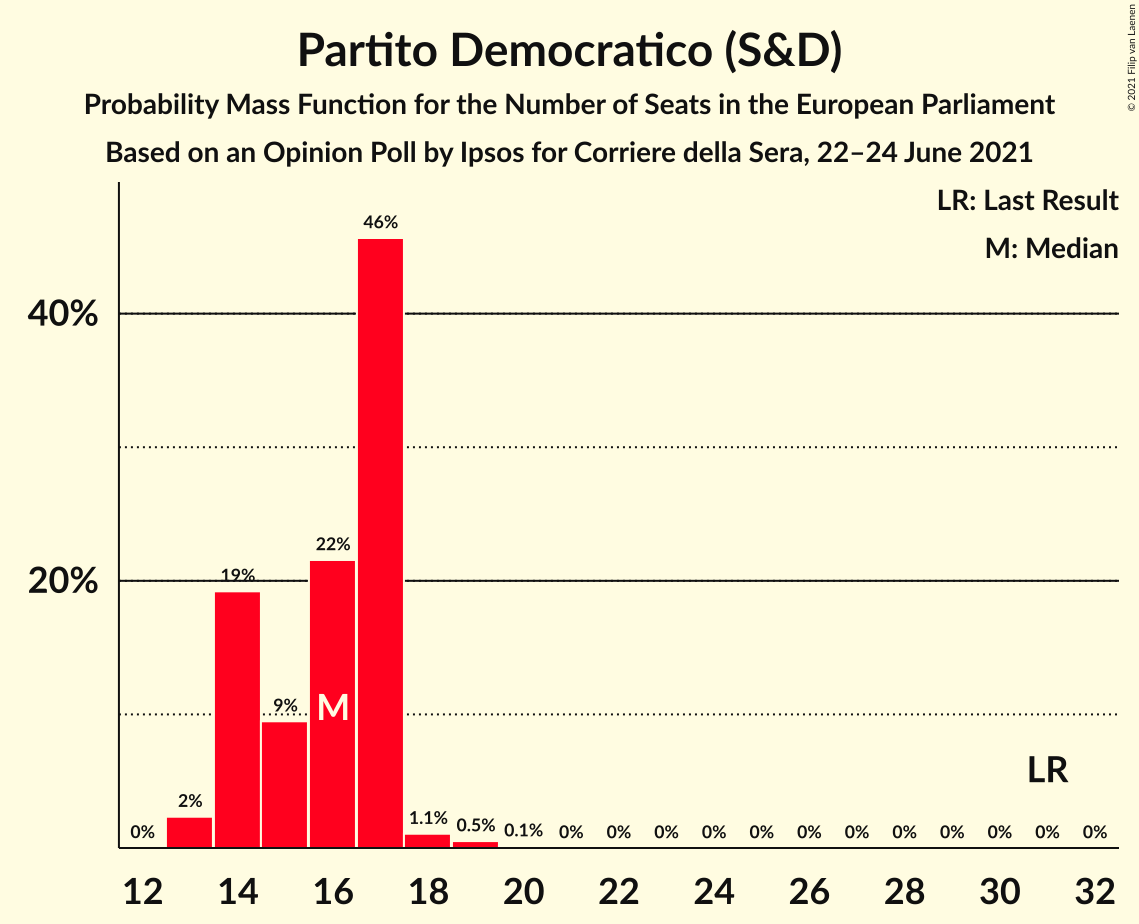 Partito Democratico (S&D)
Probability Mass Function for the Number of Seats in the European Parliament
Based on an Opinion Poll by Ipsos for Corriere della Sera, 22–24 June 2021
© 2021 Filip van Laenen
LR: Last Result
M: Median
40%
20%
0% 2% 19% 9% 22% 46% 1.1% 0.5% 0.1% 0% 0% 0% 0% 0% 0% 0% 0% 0% 0% 0% 0%
M
LR
12 14 16 18 20 22 24 26 28 30 32